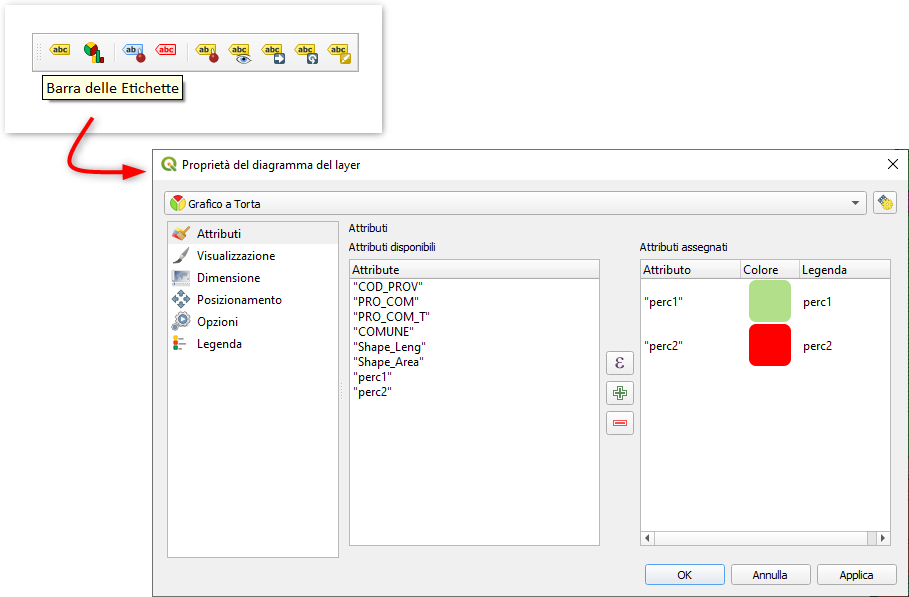 abc ab abc ab abc abc abc abc
Barra delle Etichette
Proprietà del diagramma del layer
Grafico a Torta
Attributi
Visualizzazione
Dimensione
Posizionamento
Opzioni
Legenda
Attributi
Attributi disponibili
Attribute
"COD_PROV"
"PRO_COM"
"PRO_COM_T"
"COMUNE"
"Shape_Leng"
"Shape_Area"
"perc1"
"perc2"
ε
Attributi assegnati
Attributo Colore Legenda
"perc1" perc1
"perc2" perc2
OK Annulla Applica